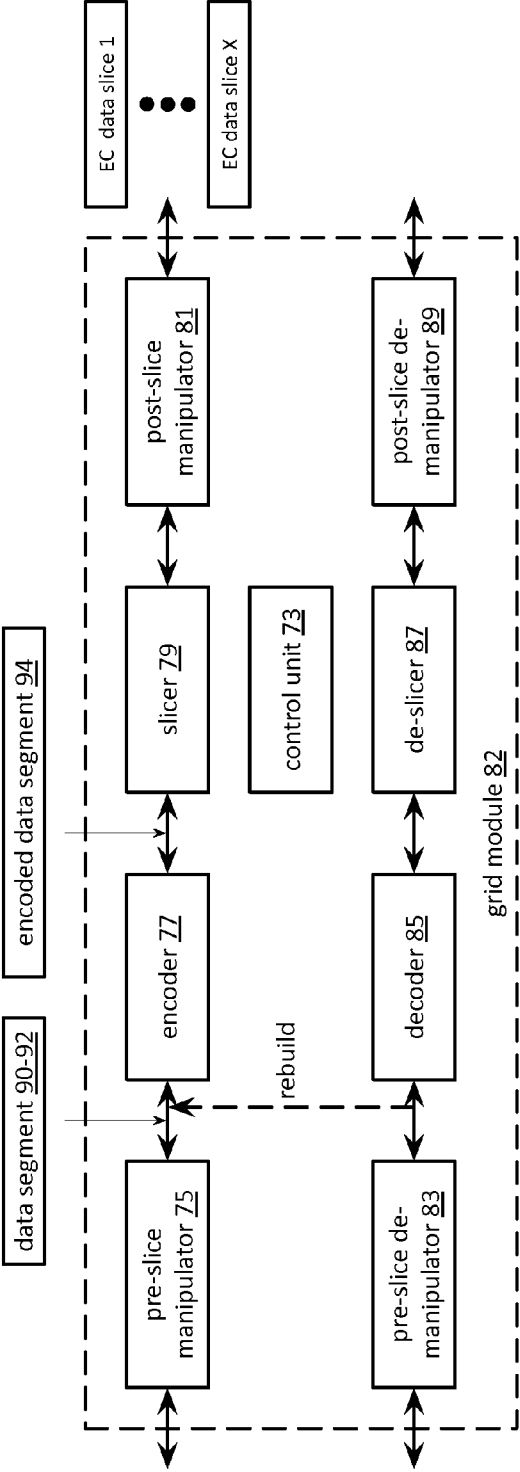 data segment 90-92
encoded data segment 94
EC data slice 1
EC data slice X
pre-slice
manipulator 75
encoder 77
slicer 79
post-slice
manipulator 81
rebuild
control unit 73
pre-slice de-
manipulator 83
decoder 85
de-slicer 87
post-slice de-
manipulator 89
grid module 82